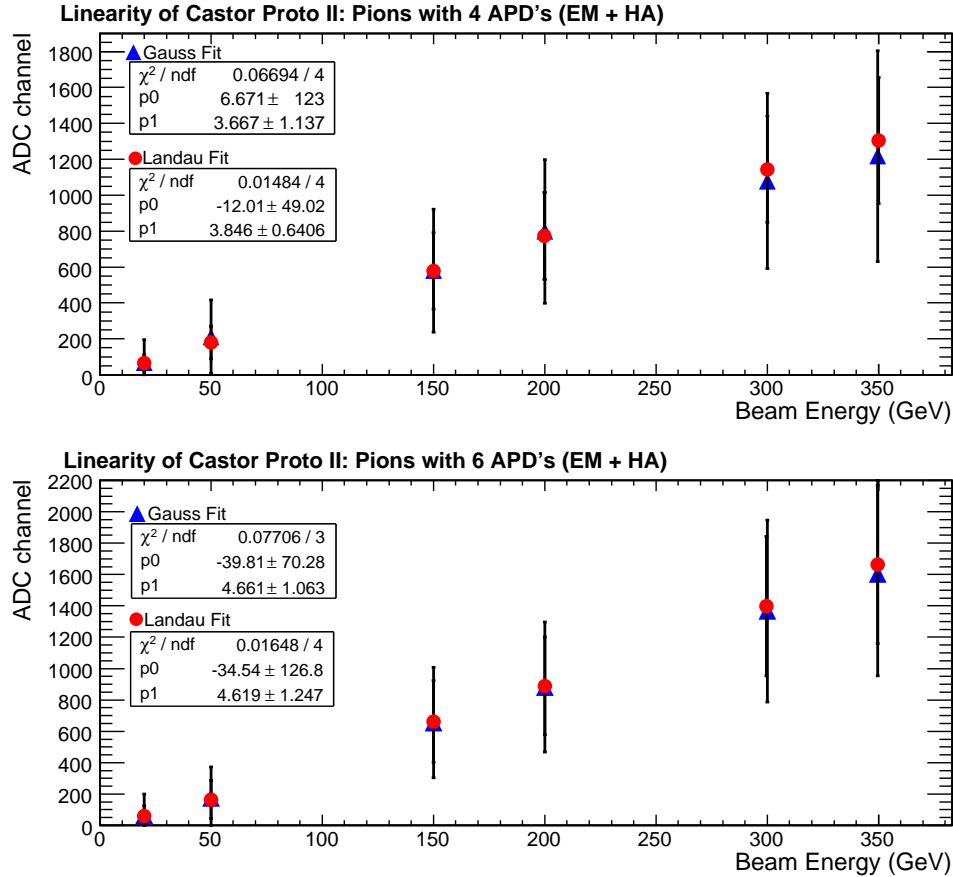 Linearity of Castor Proto II: Pions with 4 APD's (EM + HA)
ADC channel
1800
1600
1400
1200
1000
800
600
400
200
0
Gauss Fit
χ² / ndf 0.06694 / 4
p0 6.671 ± 123
p1 3.667 ± 1.137
Landau Fit
χ² / ndf 0.01484 / 4
p0 -12.01 ± 49.02
p1 3.846 ± 0.6406
0 50 100 150 200 250 300 350
Beam Energy (GeV)
Linearity of Castor Proto II: Pions with 6 APD's (EM + HA)
ADC channel
2200
2000
1800
1600
1400
1200
1000
800
600
400
200
0
Gauss Fit
χ² / ndf 0.07706 / 3
p0 -39.81 ± 70.28
p1 4.661 ± 1.063
Landau Fit
χ² / ndf 0.01648 / 4
p0 -34.54 ± 126.8
p1 4.619 ± 1.247
0 50 100 150 200 250 300 350
Beam Energy (GeV)